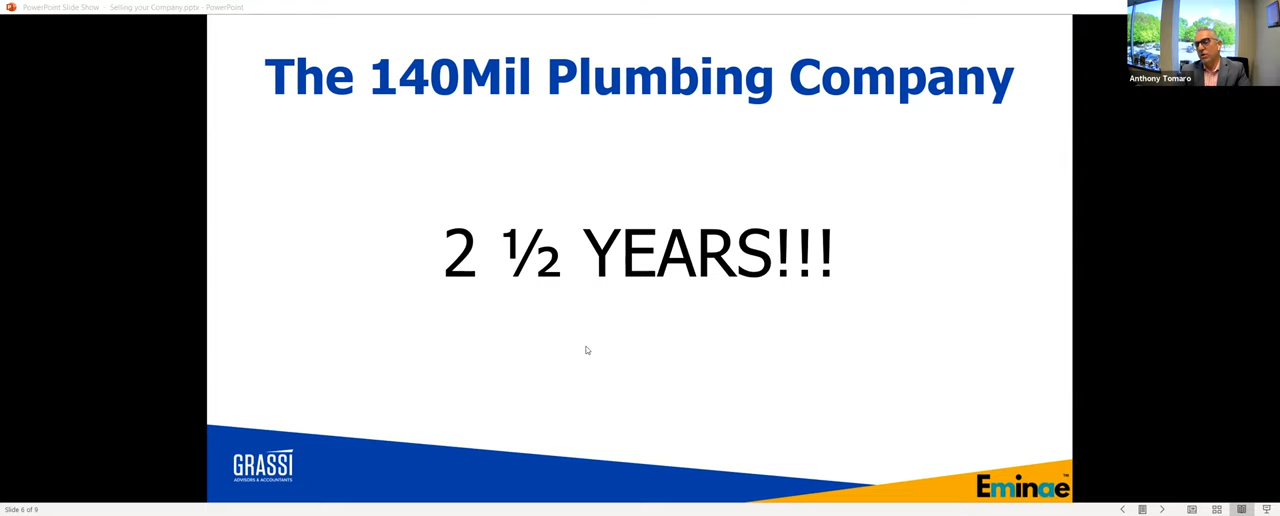 PowerPoint Slide Show - Selling your Company.pptx - PowerPoint
Anthony Tomaro
The 140Mil Plumbing Company
2 ½ YEARS!!!
GRASSI
ADVISORS & ACCOUNTANTS
Eminae™
Slide 6 of 9